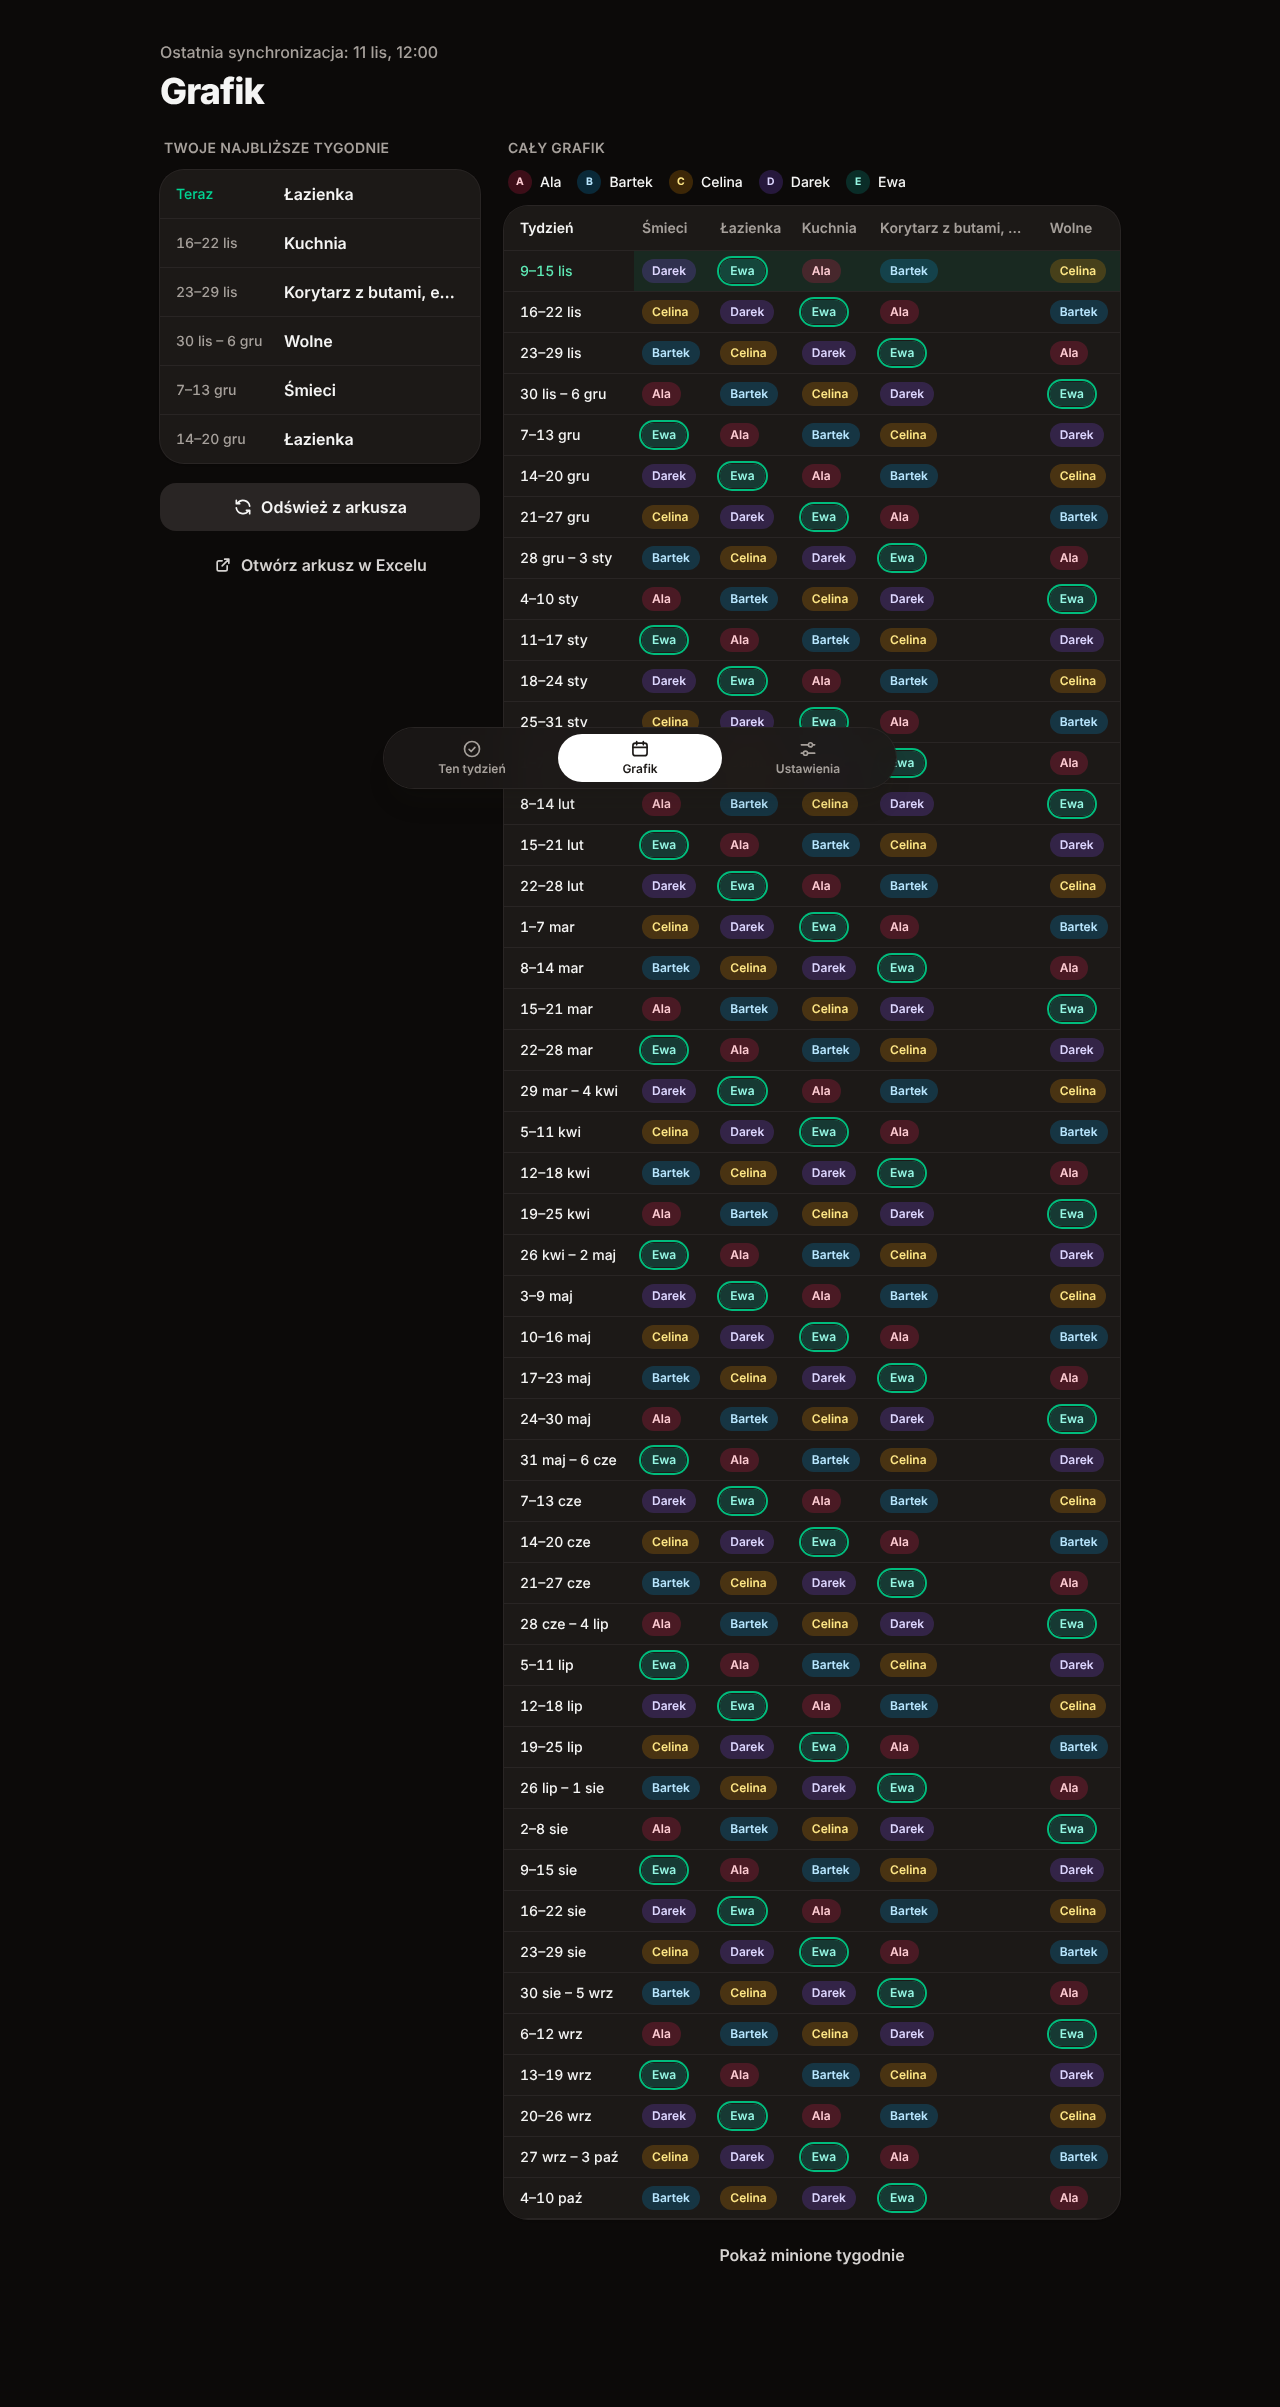 Ostatnia synchronizacja: 11 lis, 12:00
Grafik
TWOJE NAJBLIŻSZE TYGODNIE
Teraz Łazienka
16–22 lis Kuchnia
23–29 lis Korytarz z butami, e...
30 lis – 6 gru Wolne
7–13 gru Śmieci
14–20 gru Łazienka
Odśwież z arkusza
Otwórz arkusz w Excelu
CAŁY GRAFIK
A Ala B Bartek C Celina D Darek E Ewa
Tydzień Śmieci Łazienka Kuchnia Korytarz z butami, ... Wolne
9–15 lis Darek Ewa Ala Bartek Celina
16–22 lis Celina Darek Ewa Ala Bartek
23–29 lis Bartek Celina Darek Ewa Ala
30 lis – 6 gru Ala Bartek Celina Darek Ewa
7–13 gru Ewa Ala Bartek Celina Darek
14–20 gru Darek Ewa Ala Bartek Celina
21–27 gru Celina Darek Ewa Ala Bartek
28 gru – 3 sty Bartek Celina Darek Ewa Ala
4–10 sty Ala Bartek Celina Darek Ewa
11–17 sty Ewa Ala Bartek Celina Darek
18–24 sty Darek Ewa Ala Bartek Celina
25–31 sty Celina Darek Ewa Ala Bartek
Ewa Ala
Ten tydzień Grafik Ustawienia
8–14 lut Ala Bartek Celina Darek Ewa
15–21 lut Ewa Ala Bartek Celina Darek
22–28 lut Darek Ewa Ala Bartek Celina
1–7 mar Celina Darek Ewa Ala Bartek
8–14 mar Bartek Celina Darek Ewa Ala
15–21 mar Ala Bartek Celina Darek Ewa
22–28 mar Ewa Ala Bartek Celina Darek
29 mar – 4 kwi Darek Ewa Ala Bartek Celina
5–11 kwi Celina Darek Ewa Ala Bartek
12–18 kwi Bartek Celina Darek Ewa Ala
19–25 kwi Ala Bartek Celina Darek Ewa
26 kwi – 2 maj Ewa Ala Bartek Celina Darek
3–9 maj Darek Ewa Ala Bartek Celina
10–16 maj Celina Darek Ewa Ala Bartek
17–23 maj Bartek Celina Darek Ewa Ala
24–30 maj Ala Bartek Celina Darek Ewa
31 maj – 6 cze Ewa Ala Bartek Celina Darek
7–13 cze Darek Ewa Ala Bartek Celina
14–20 cze Celina Darek Ewa Ala Bartek
21–27 cze Bartek Celina Darek Ewa Ala
28 cze – 4 lip Ala Bartek Celina Darek Ewa
5–11 lip Ewa Ala Bartek Celina Darek
12–18 lip Darek Ewa Ala Bartek Celina
19–25 lip Celina Darek Ewa Ala Bartek
26 lip – 1 sie Bartek Celina Darek Ewa Ala
2–8 sie Ala Bartek Celina Darek Ewa
9–15 sie Ewa Ala Bartek Celina Darek
16–22 sie Darek Ewa Ala Bartek Celina
23–29 sie Celina Darek Ewa Ala Bartek
30 sie – 5 wrz Bartek Celina Darek Ewa Ala
6–12 wrz Ala Bartek Celina Darek Ewa
13–19 wrz Ewa Ala Bartek Celina Darek
20–26 wrz Darek Ewa Ala Bartek Celina
27 wrz – 3 paź Celina Darek Ewa Ala Bartek
4–10 paź Bartek Celina Darek Ewa Ala
Pokaż minione tygodnie